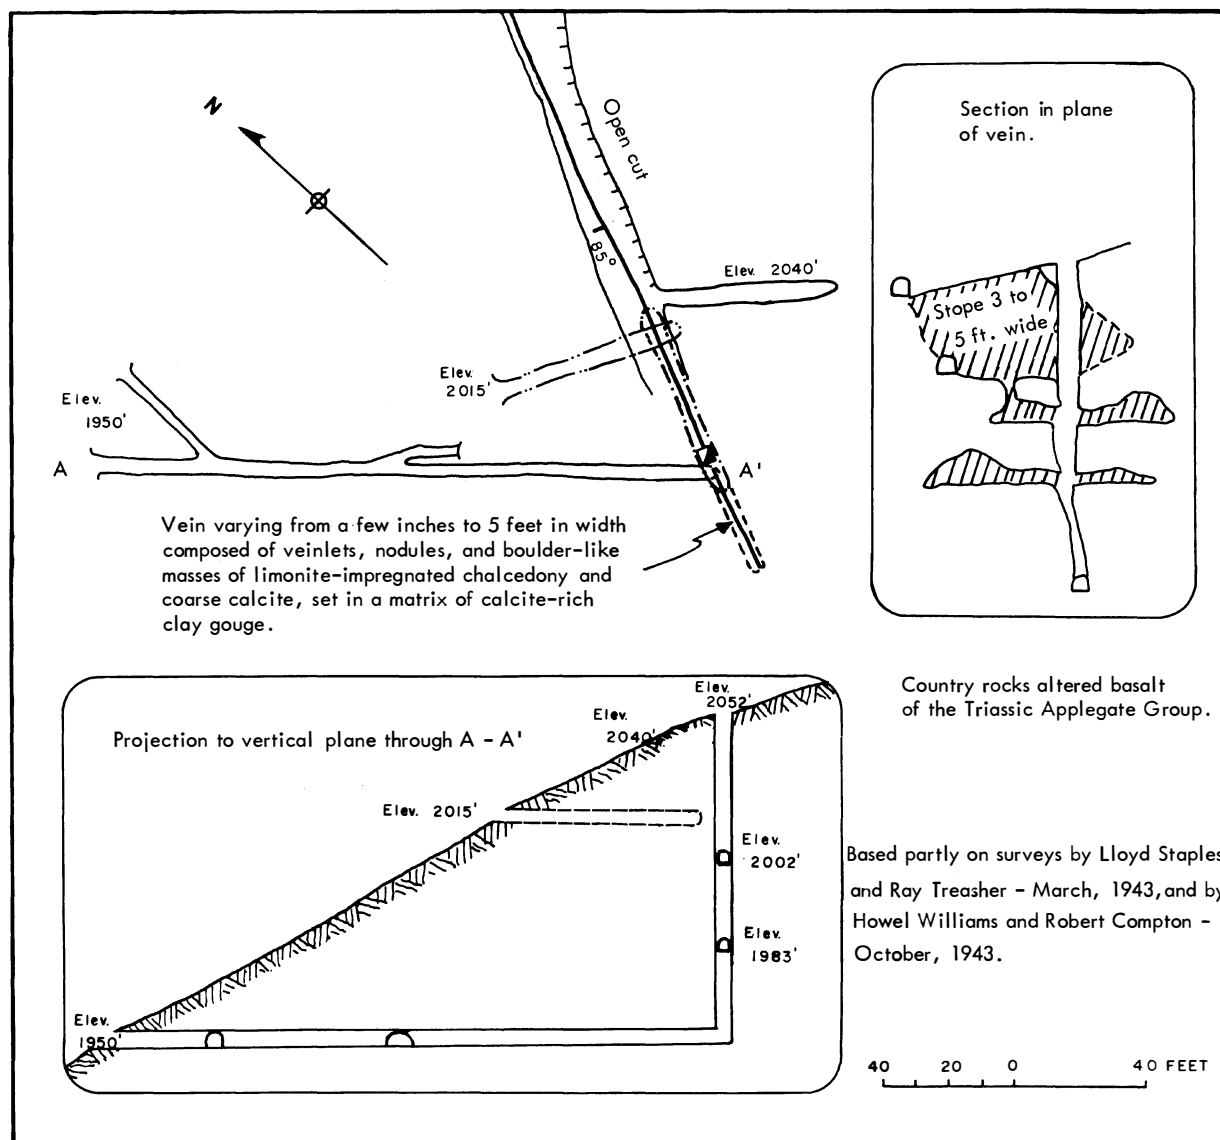 N
Open cut
85°
Elev. 2040'
Elev.
2015'
Elev.
1950'
A
A'
Vein varying from a few inches to 5 feet in width
composed of veinlets, nodules, and boulder-like
masses of limonite-impregnated chalcedony and
coarse calcite, set in a matrix of calcite-rich
clay gouge.
Section in plane
of vein.
Stope 3 to
5 ft. wide
Country rocks altered basalt
of the Triassic Applegate Group.
Projection to vertical plane through A - A'
Elev.
2052'
Elev.
2040'
Elev. 2015'
Elev.
2002'
Elev.
1983'
Elev.
1950'
Based partly on surveys by Lloyd Staples
and Ray Treasher - March, 1943, and by
Howel Williams and Robert Compton -
October, 1943.
40 20 0 40 FEET